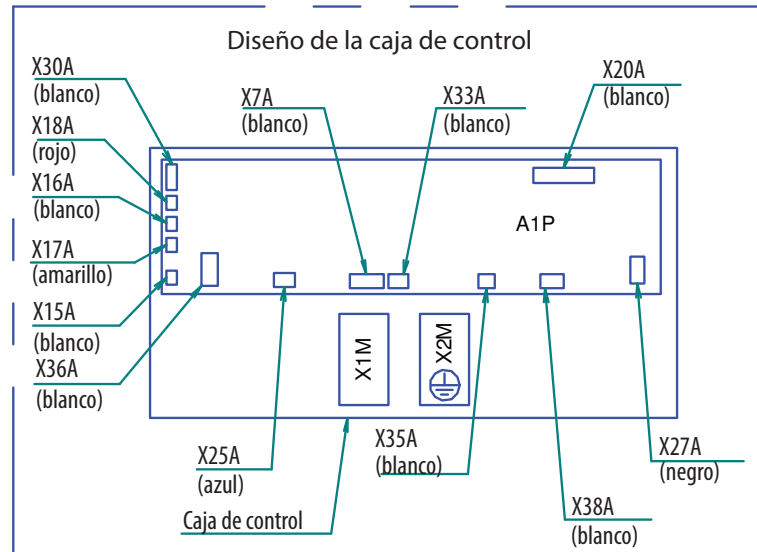 Diseño de la caja de control
X30A
(blanco)
X18A
(rojo)
X16A
(blanco)
X17A
(amarillo)
X15A
(blanco)
X36A
(blanco)
X7A
(blanco)
X33A
(blanco)
X20A
(blanco)
A1P
X1M
X2M
X25A
(azul)
Caja de control
X35A
(blanco)
X38A
(blanco)
X27A
(negro)